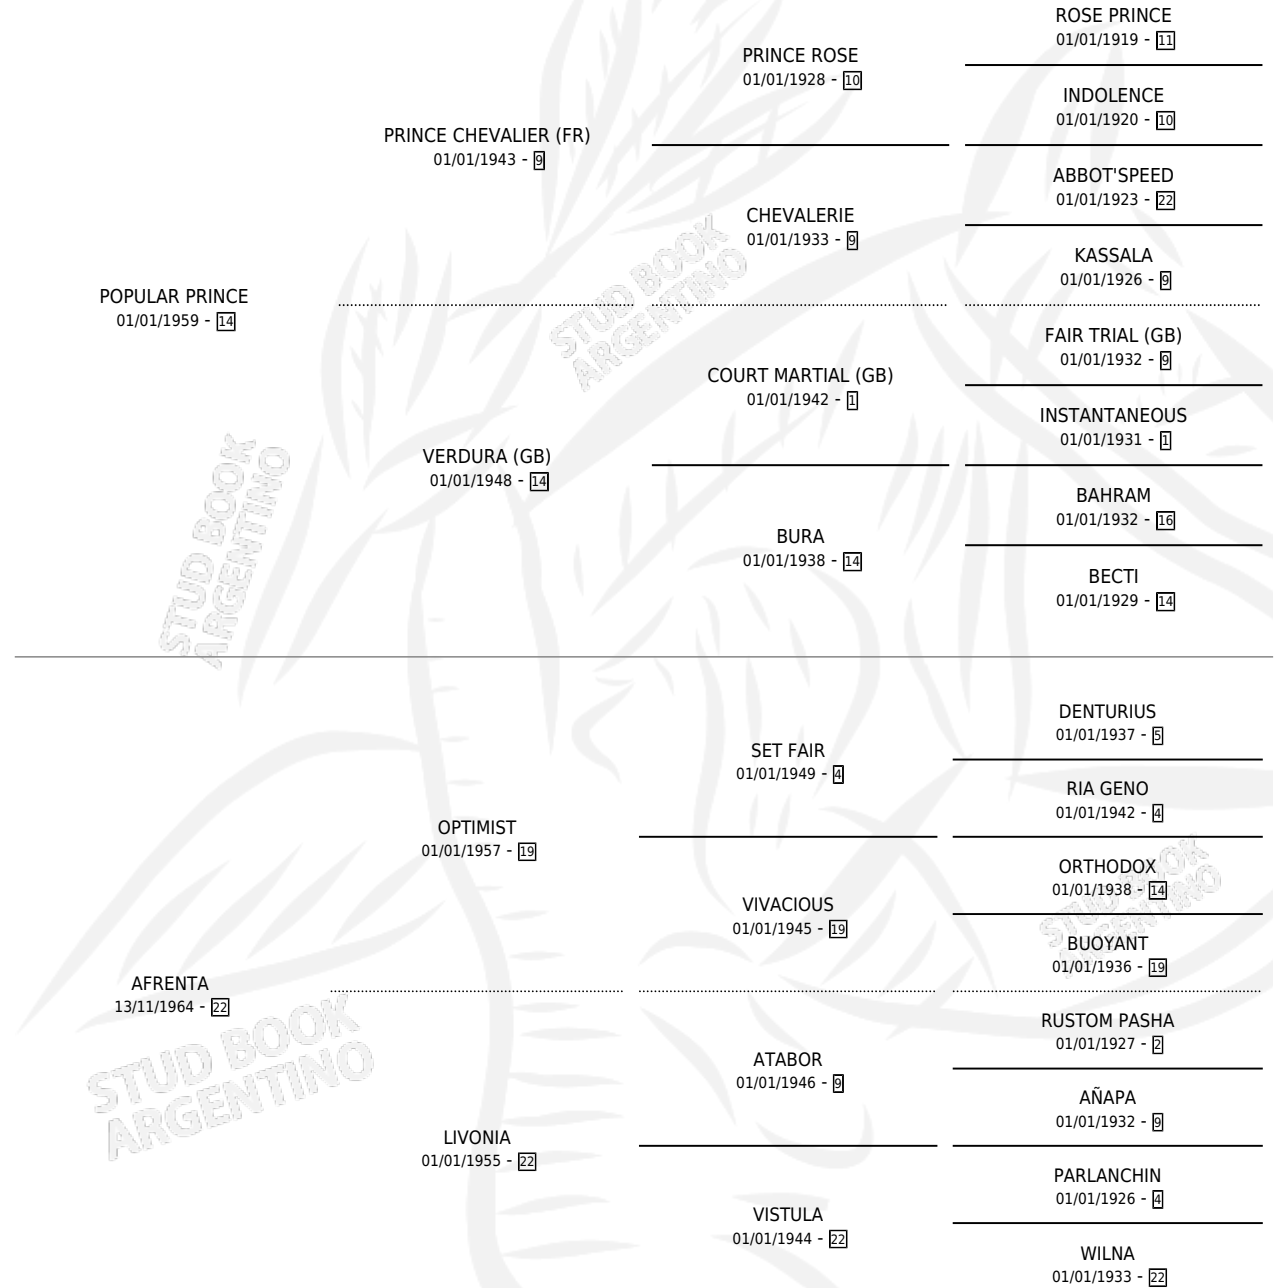 ROSE PRINCE
01/01/1919 - 11
PRINCE ROSE
01/01/1928 - 10
INDOLENCE
01/01/1920 - 10
PRINCE CHEVALIER (FR)
01/01/1943 - 9
ABBOT'SPEED
01/01/1923 - 22
CHEVALERIE
01/01/1933 - 9
KASSALA
01/01/1926 - 9
POPULAR PRINCE
01/01/1959 - 14
FAIR TRIAL (GB)
01/01/1932 - 9
COURT MARTIAL (GB)
01/01/1942 - 1
INSTANTANEOUS
01/01/1931 - 1
VERDURA (GB)
01/01/1948 - 14
BAHRAM
01/01/1932 - 16
BURA
01/01/1938 - 14
BECTI
01/01/1929 - 14
DENTURIUS
01/01/1937 - 5
SET FAIR
01/01/1949 - 4
RIA GENO
01/01/1942 - 4
OPTIMIST
01/01/1957 - 19
ORTHODOX
01/01/1938 - 14
VIVACIOUS
01/01/1945 - 19
BUOYANT
01/01/1936 - 19
AFRENTA
13/11/1964 - 22
RUSTOM PASHA
01/01/1927 - 2
ATABOR
01/01/1946 - 9
AÑAPA
01/01/1932 - 9
LIVONIA
01/01/1955 - 22
PARLANCHIN
01/01/1926 - 4
VISTULA
01/01/1944 - 22
WILNA
01/01/1933 - 22
STUD BOOK
ARGENTINO
STUD BOOK
ARGENTINO
STUD BOOK
ARGENTINO
STUD BOOK
ARGENTINO